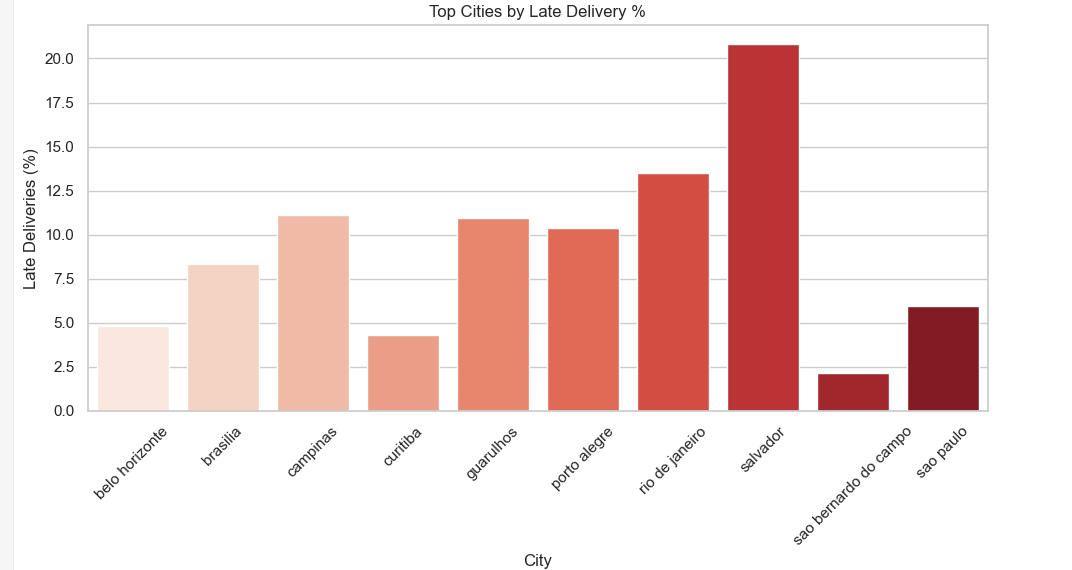 Top Cities by Late Delivery %
Late Deliveries (%)
20.0
17.5
15.0
12.5
10.0
7.5
5.0
2.5
0.0
belo horizonte
brasilia
campinas
curitiba
guarulhos
porto alegre
rio de janeiro
salvador
sao bernardo do campo
sao paulo
City